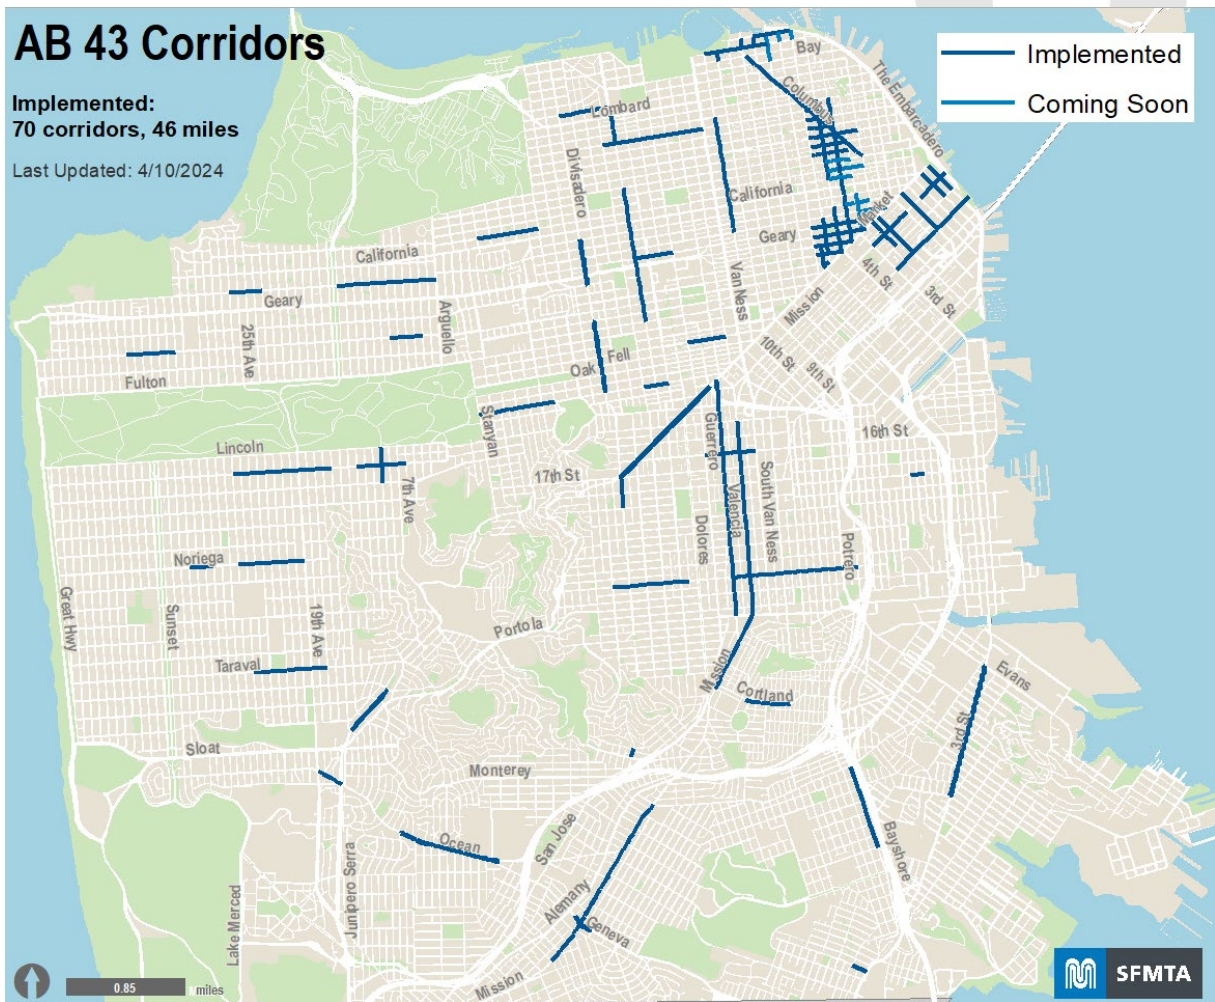 AB 43 Corridors
Implemented:
70 corridors, 46 miles
Last Updated: 4/10/2024
Implemented
Coming Soon
Bay
The Embarcadero
Columbus
Lombard
Divisadero
California
Market
Geary
California
4th St
3rd St
Geary
Van Ness
Mission
Arguello
25th Ave
10th St
9th St
Fell
Oak
Fulton
Stanyan
Guerrero
16th St
Lincoln
17th St
7th Ave
South Van Ness
Valencia
Dolores
Potrero
Noriega
Great Hwy
Sunset
19th Ave
Portola
Taraval
Mission
Cortland
Evans
3rd St
Sloat
Monterey
San Jose
Ocean
Bayshore
Junipero Serra
Alemany
Lake Merced
Geneva
Mission
0.85
miles
SFMTA